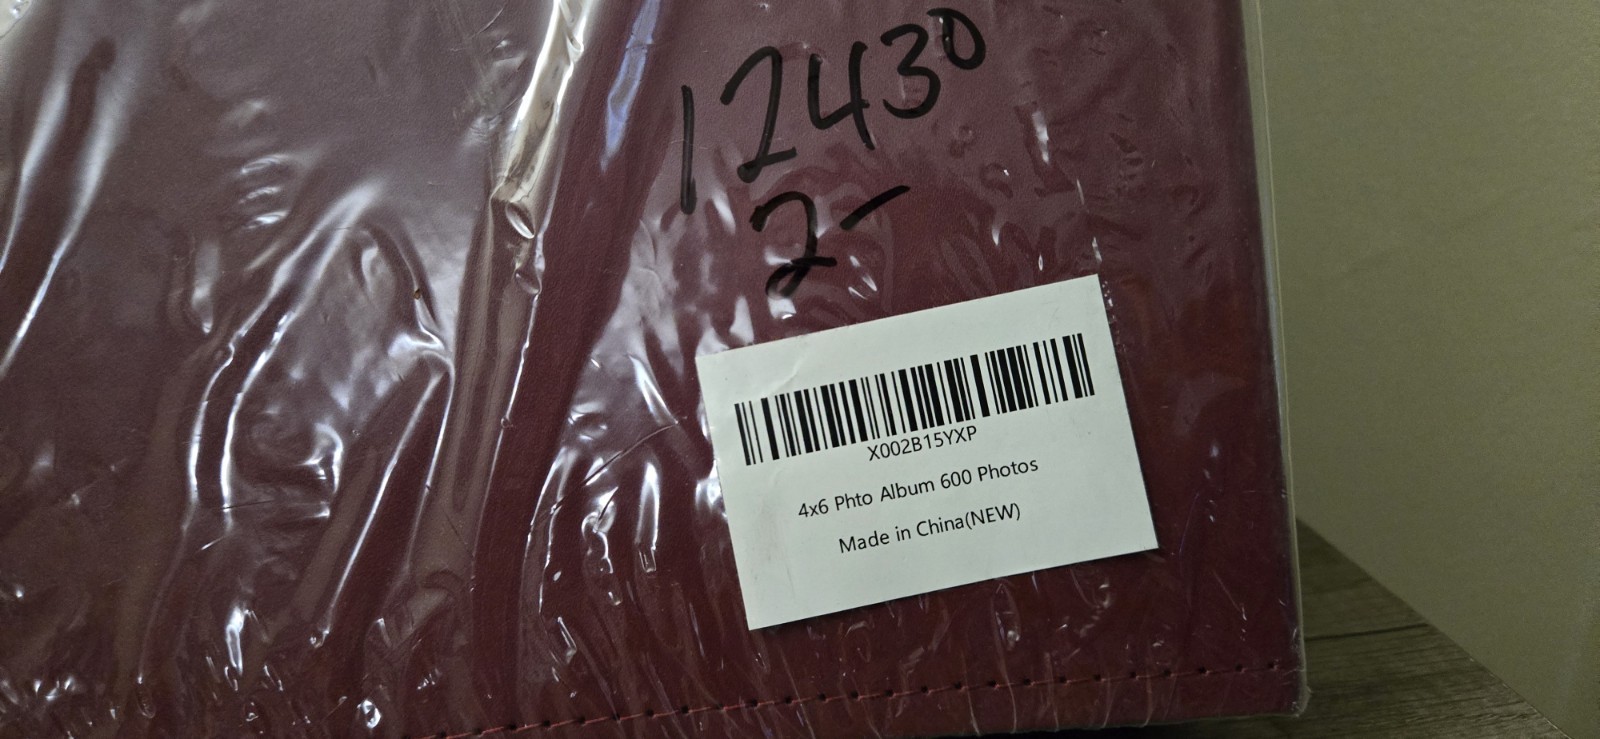 12430
2-
X002B15YXP
4x6 Phto Album 600 Photos
Made in China(NEW)